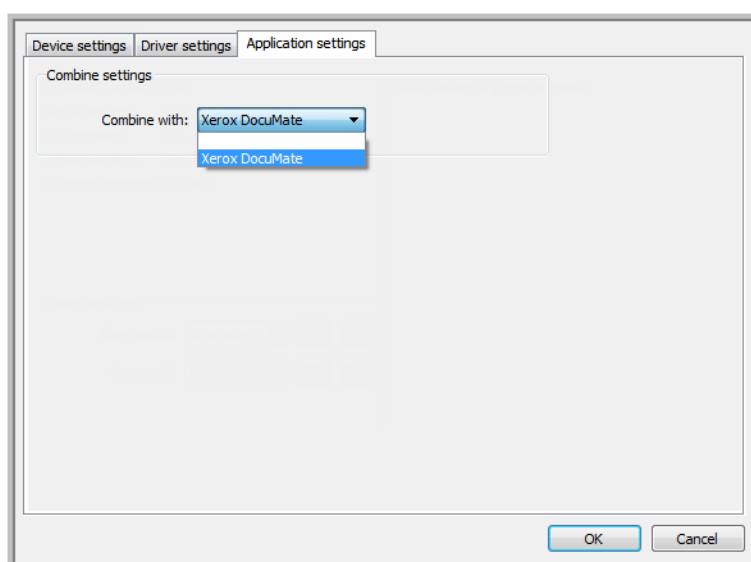 Device settings Driver settings Application settings
Combine settings
Combine with: Xerox DocuMate
Xerox DocuMate
OK Cancel